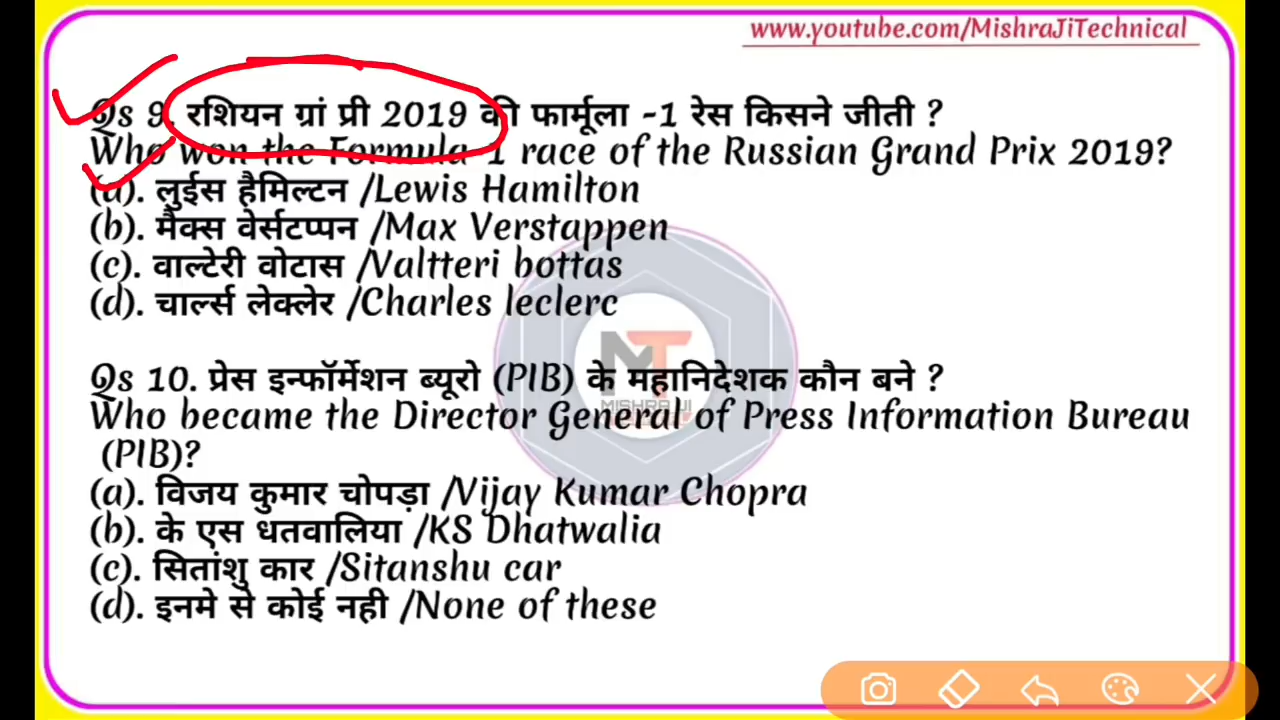 www.youtube.com/MishraJiTechnical
Qs 9. रशियन ग्रां प्री 2019 की फार्मूला -1 रेस किसने जीती ?
Who won the Formula-1 race of the Russian Grand Prix 2019?
(a). लुईस हैमिल्टन /Lewis Hamilton
(b). मैक्स वेर्सटप्पन /Max Verstappen
(c). वाल्टेरी वोटास /Valtteri bottas
(d). चार्ल्स लेक्लेर /Charles leclerc
MT
Qs 10. प्रेस इन्फॉर्मेशन ब्यूरो (PIB) के महानिदेशक कौन बने ?
MISHRA JI
Who became the Director General of Press Information Bureau
(PIB)?
(a). विजय कुमार चोपड़ा /Vijay Kumar Chopra
(b). के एस धतवालिया /KS Dhatwalia
(c). सितांशु कार /Sitanshu car
(d). इनमे से कोई नही /None of these